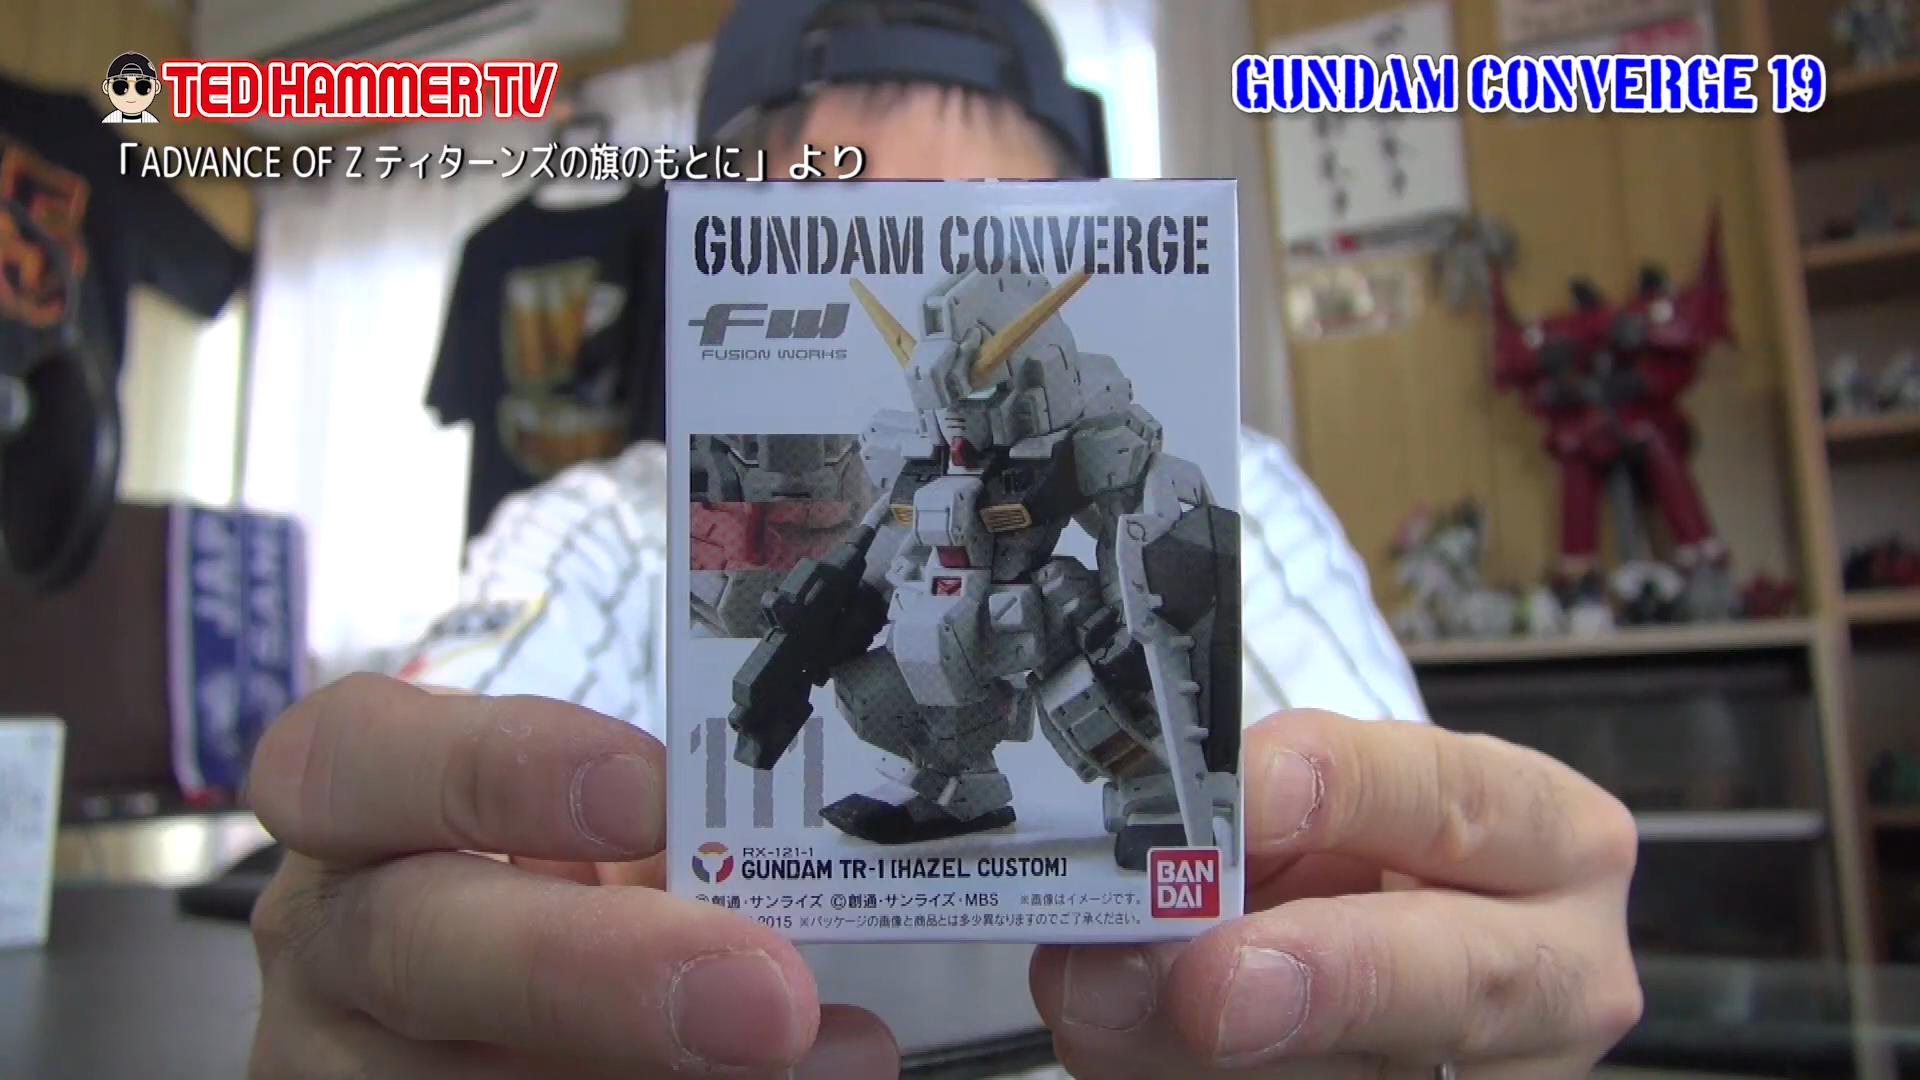 TED HAMMER TV
GUNDAM CONVERGE 19
「ADVANCE OF Z ティターンズの旗のもとに」 より
GUNDAM CONVERGE
FW
FUSION WORKS
JAP
111
RX-121-1
GUNDAM TR-1 [HAZEL CUSTOM]
創通・サンライズ ©創通・サンライズ・MBS ※画像はイメージです。
2015 ※パッケージの画像と商品とは多少異なりますのでご了承ください。
BAN
DAI